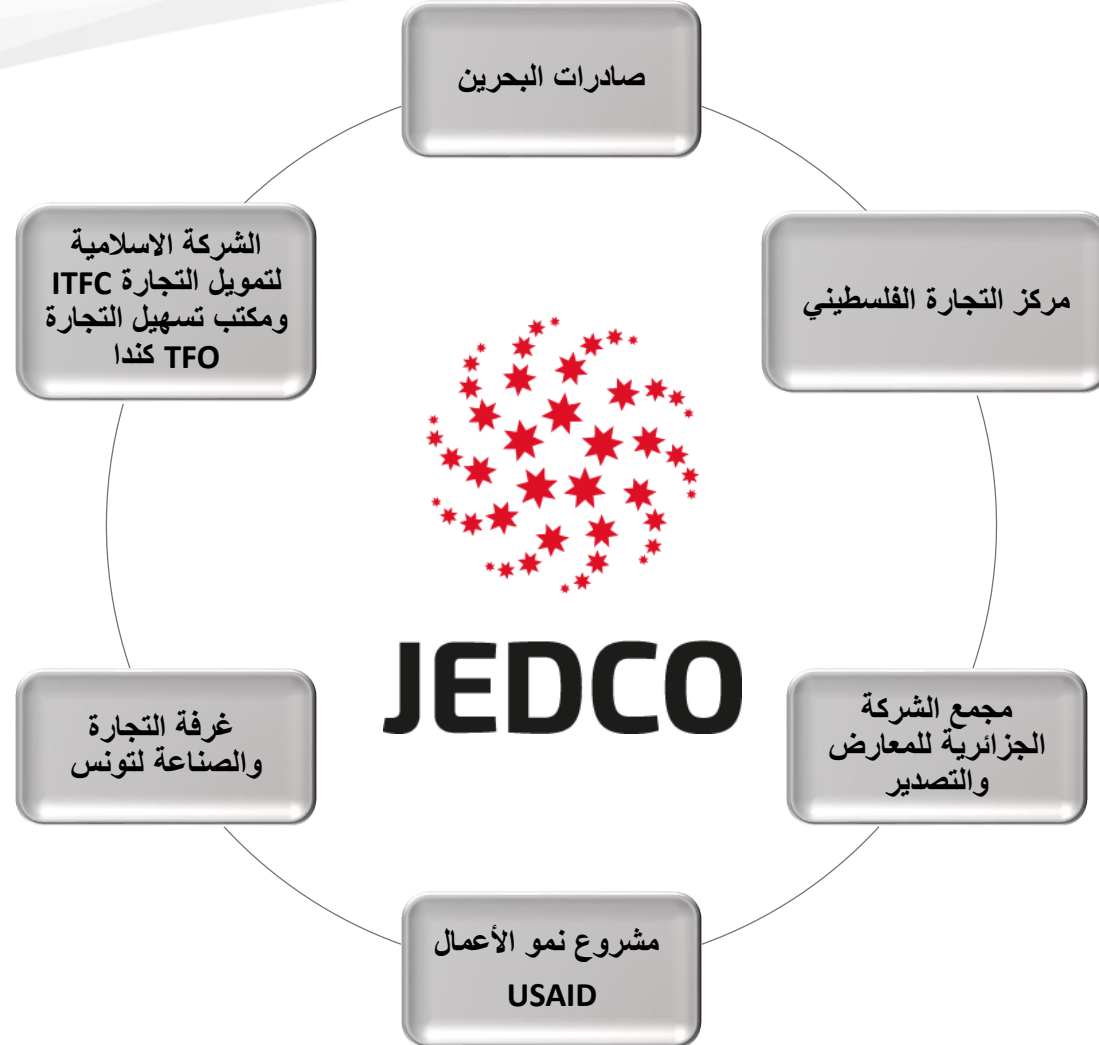 صادرات البحرين
مركز التجارة الفلسطيني
الشركة الاسلامية
لتمويل التجارة ITFC
ومكتب تسهيل التجارة
TFO كندا
JEDCO
مجمع الشركة
الجزائرية للمعارض
والتصدير
غرفة التجارة
والصناعة لتونس
مشروع نمو الأعمال
USAID